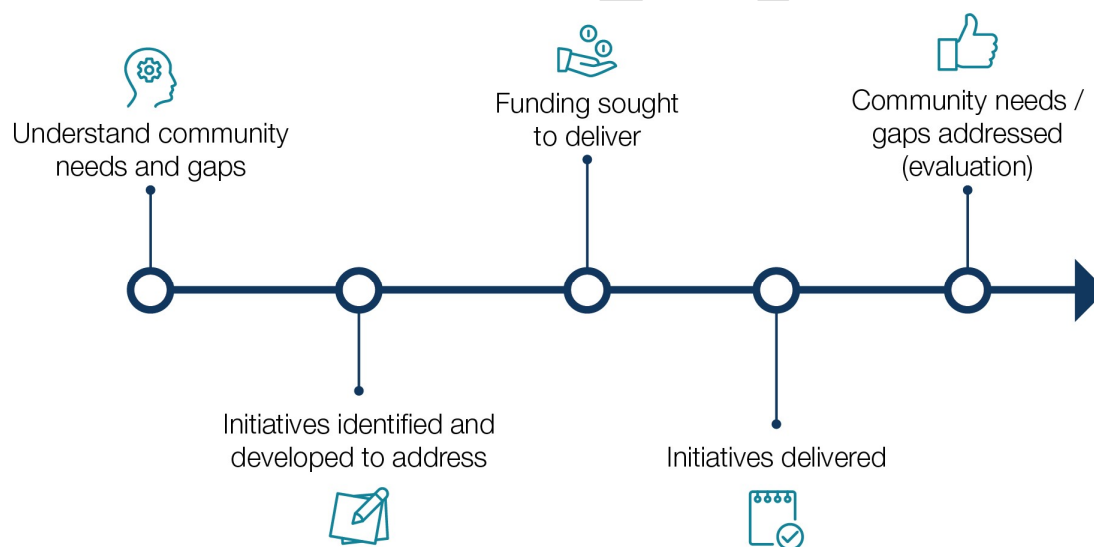 Understand community
needs and gaps
Initiatives identified and
developed to address
Funding sought
to deliver
Initiatives delivered
Community needs /
gaps addressed
(evaluation)